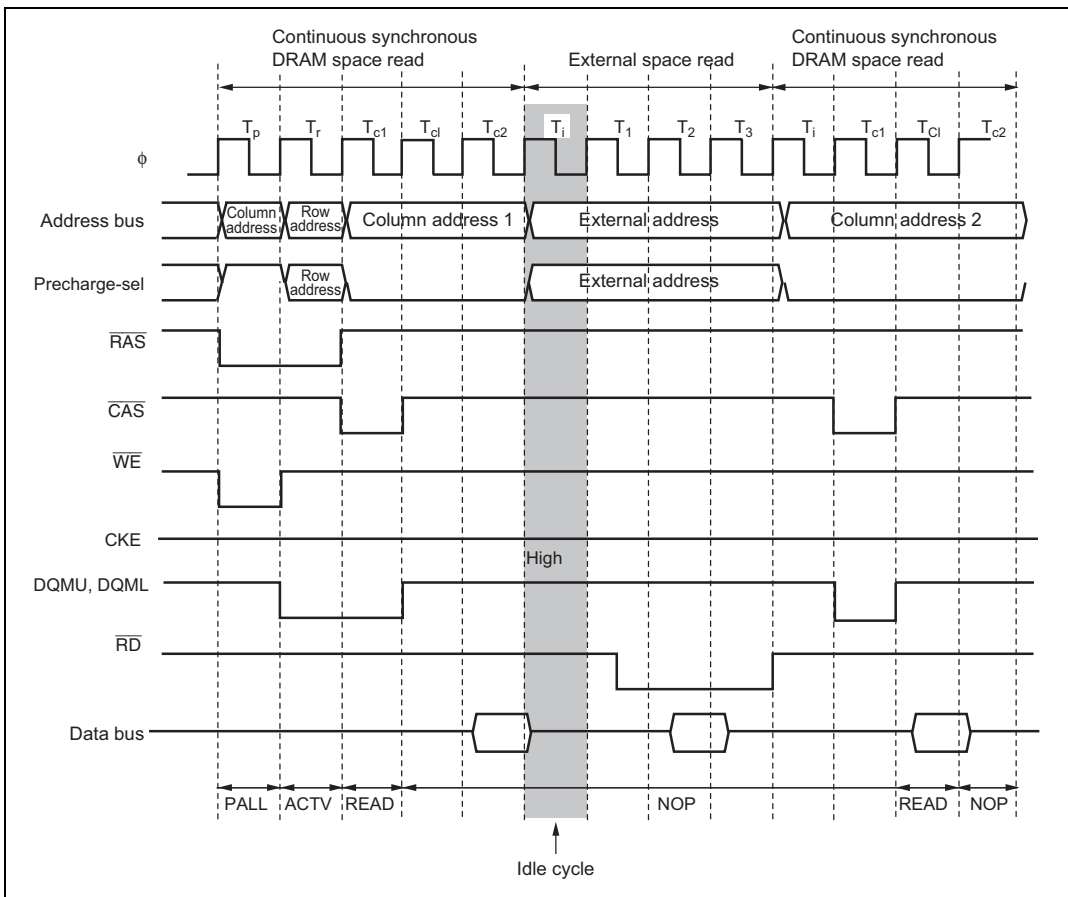 Continuous synchronous
DRAM space read
External space read
Continuous synchronous
DRAM space read
Tp Tr Tc1 Tcl Tc2 Ti T1 T2 T3 Ti Tc1 TCl Tc2
ϕ
Address bus
Column
address
Row
address
Column address 1
External address
Column address 2
Precharge-sel
Row
address
External address
RAS
CAS
WE
CKE
High
DQMU, DQML
RD
Data bus
PALL ACTV READ NOP READ NOP
Idle cycle